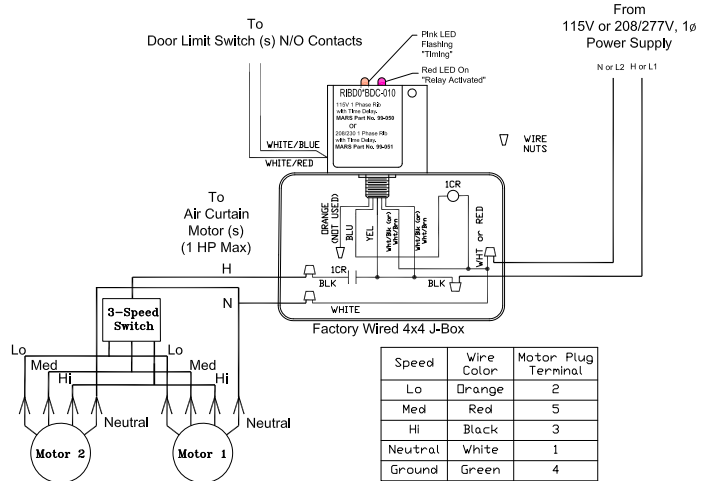 To
Door Limit Switch (s) N/O Contacts
Pink LED
Flashing
"Timing"
Red LED On
"Relay Activated"
From
115V or 208/277V, 1ø
Power Supply
N or L2 H or L1
RIBD0*BDC-010
115V 1 Phase Rib
with Time Delay.
MARS Part No. 99-050
or
208/230 1 Phase Rib
with Time Delay.
MARS Part No. 99-051
WHITE/BLUE
WHITE/RED
WIRE
NUTS
To
Air Curtain
Motor (s)
(1 HP Max)
ORANGE
(NOT USED)
BLU
YEL
Wht/Blk (or)
Wht/Brn
Wht/Blk (or)
Wht/Brn
1CR
WHT or RED
H
1CR
BLK
BLK
N
WHITE
Factory Wired 4x4 J-Box
3-Speed
Switch
Lo
Med
Hi
Lo
Med
Hi
Neutral
Neutral
Motor 2
Motor 1
Speed Wire Color Motor Plug Terminal
Lo Orange 2
Med Red 5
Hi Black 3
Neutral White 1
Ground Green 4